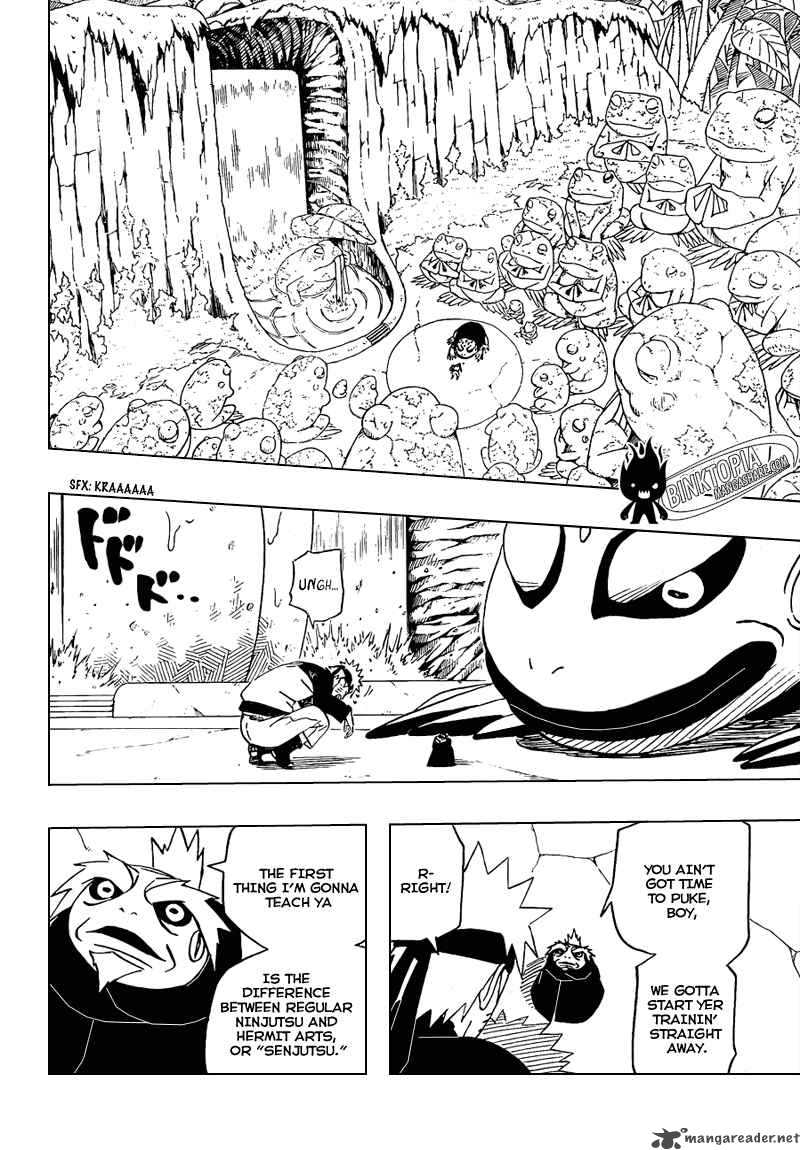 BINKTOPIA
MANGASHARE.COM
SFX: KRAAAAAA
ドドド..
UNGH...
YOU AIN'T
GOT TIME
TO PUKE,
BOY,
WE GOTTA
START YER
TRAININ'
STRAIGHT
AWAY.
R-
RIGHT!
THE FIRST
THING I'M GONNA
TEACH YA
IS THE
DIFFERENCE
BETWEEN REGULAR
NINJUTSU AND
HERMIT ARTS,
OR "SENJUTSU."
mangareader.net